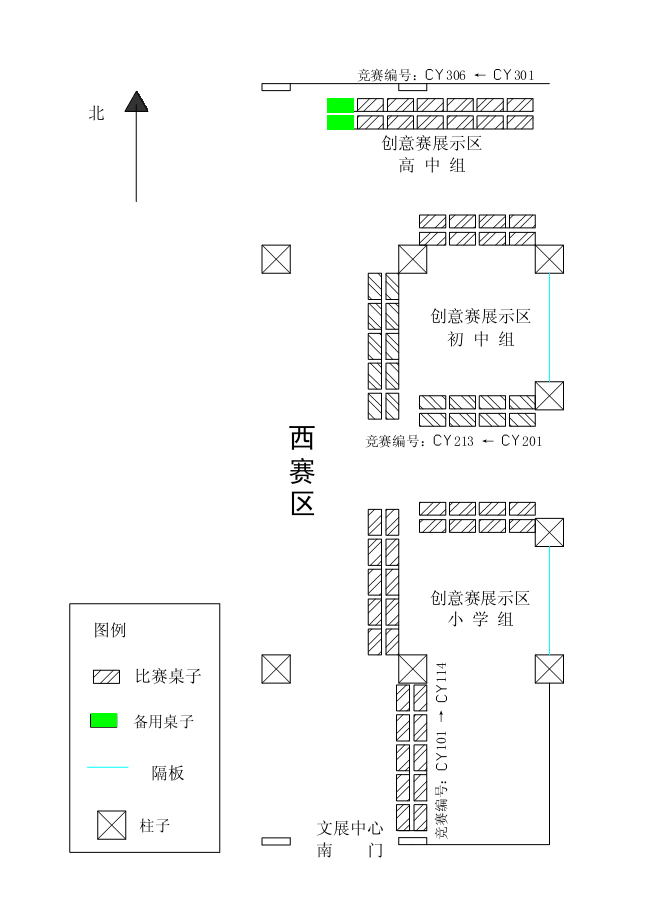 竞赛编号：CY306 ← CY301
北
创意赛展示区
高 中 组
创意赛展示区
初 中 组
竞赛编号：CY213 ← CY201
西
赛
区
创意赛展示区
小 学 组
竞赛编号：CY101 → CY114
图例
比赛桌子
备用桌子
隔板
柱子
文展中心
南 门